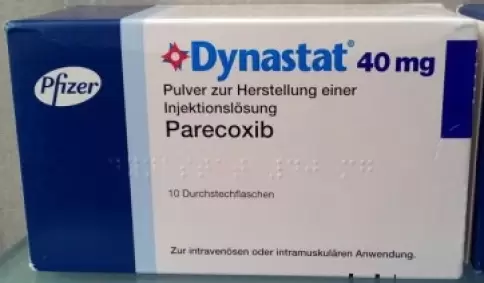 Pfizer
Dynastat® 40 mg
Pulver zur Herstellung einer
Injektionslösung
Parecoxib
10 Durchstechflaschen
Zur intravenösen oder intramuskulären Anwendung.